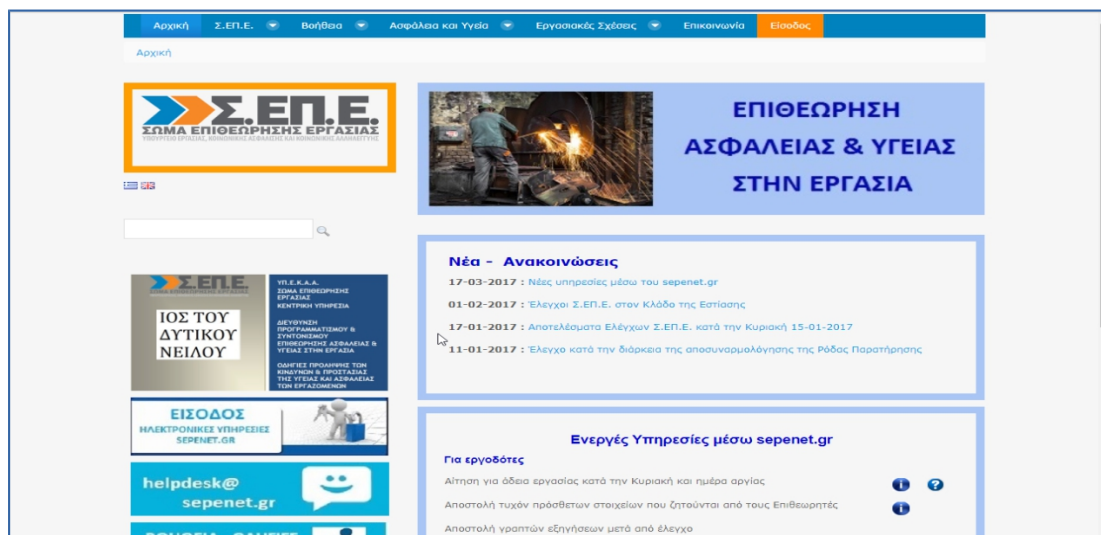 Αρχική Σ.ΕΠ.Ε. Βοήθεια Ασφάλεια και Υγεία Εργασιακές Σχέσεις Επικοινωνία Είσοδος
Αρχική
Σ.ΕΠ.Ε.
ΣΩΜΑ ΕΠΙΘΕΩΡΗΣΗΣ ΕΡΓΑΣΙΑΣ
ΥΠΟΥΡΓΕΙΟ ΕΡΓΑΣΙΑΣ, ΚΟΙΝΩΝΙΚΗΣ ΑΣΦΑΛΙΣΗΣ ΚΑΙ ΚΟΙΝΩΝΙΚΗΣ ΑΛΛΗΛΕΓΓΥΗΣ
ΕΠΙΘΕΩΡΗΣΗ
ΑΣΦΑΛΕΙΑΣ & ΥΓΕΙΑΣ
ΣΤΗΝ ΕΡΓΑΣΙΑ
Νέα - Ανακοινώσεις
17-03-2017 : Νέες υπηρεσίες μέσω του sepenet.gr
01-02-2017 : Έλεγχοι Σ.ΕΠ.Ε. στον Κλάδο της Εστίασης
17-01-2017 : Αποτελέσματα Ελέγχων Σ.ΕΠ.Ε. κατά την Κυριακή 15-01-2017
11-01-2017 : Έλεγχο κατά την διάρκεια της αποσυναρμολόγησης της Ρόδας Παρατήρησης
Σ.ΕΠ.Ε.
ΙΟΣ ΤΟΥ
ΔΥΤΙΚΟΥ
ΝΕΙΛΟΥ
ΥΠ.Ε.Κ.Α.Α.
ΣΩΜΑ ΕΠΙΘΕΩΡΗΣΗΣ
ΕΡΓΑΣΙΑΣ
ΚΕΝΤΡΙΚΗ ΥΠΗΡΕΣΙΑ
ΔΙΕΥΘΥΝΣΗ
ΠΡΟΓΡΑΜΜΑΤΙΣΜΟΥ &
ΣΥΝΤΟΝΙΣΜΟΥ
ΕΠΙΘΕΩΡΗΣΗΣ ΑΣΦΑΛΕΙΑΣ &
ΥΓΕΙΑΣ ΣΤΗΝ ΕΡΓΑΣΙΑ
ΟΔΗΓΙΕΣ ΠΡΟΛΗΨΗΣ ΤΩΝ
ΚΙΝΔΥΝΩΝ & ΠΡΟΣΤΑΣΙΑΣ
ΤΗΣ ΥΓΕΙΑΣ ΚΑΙ ΑΣΦΑΛΕΙΑΣ
ΤΩΝ ΕΡΓΑΖΟΜΕΝΩΝ
ΕΙΣΟΔΟΣ
ΗΛΕΚΤΡΟΝΙΚΕΣ ΥΠΗΡΕΣΙΕΣ
SEPENET.GR
helpdesk@
sepenet.gr
Ενεργές Υπηρεσίες μέσω sepenet.gr
Για εργοδότες
Αίτηση για άδεια εργασίας κατά την Κυριακή και ημέρα αργίας
Αποστολή τυχόν πρόσθετων στοιχείων που ζητούνται από τους Επιθεωρητές
Αποστολή γραπτών εξηγήσεων μετά από έλεγχο